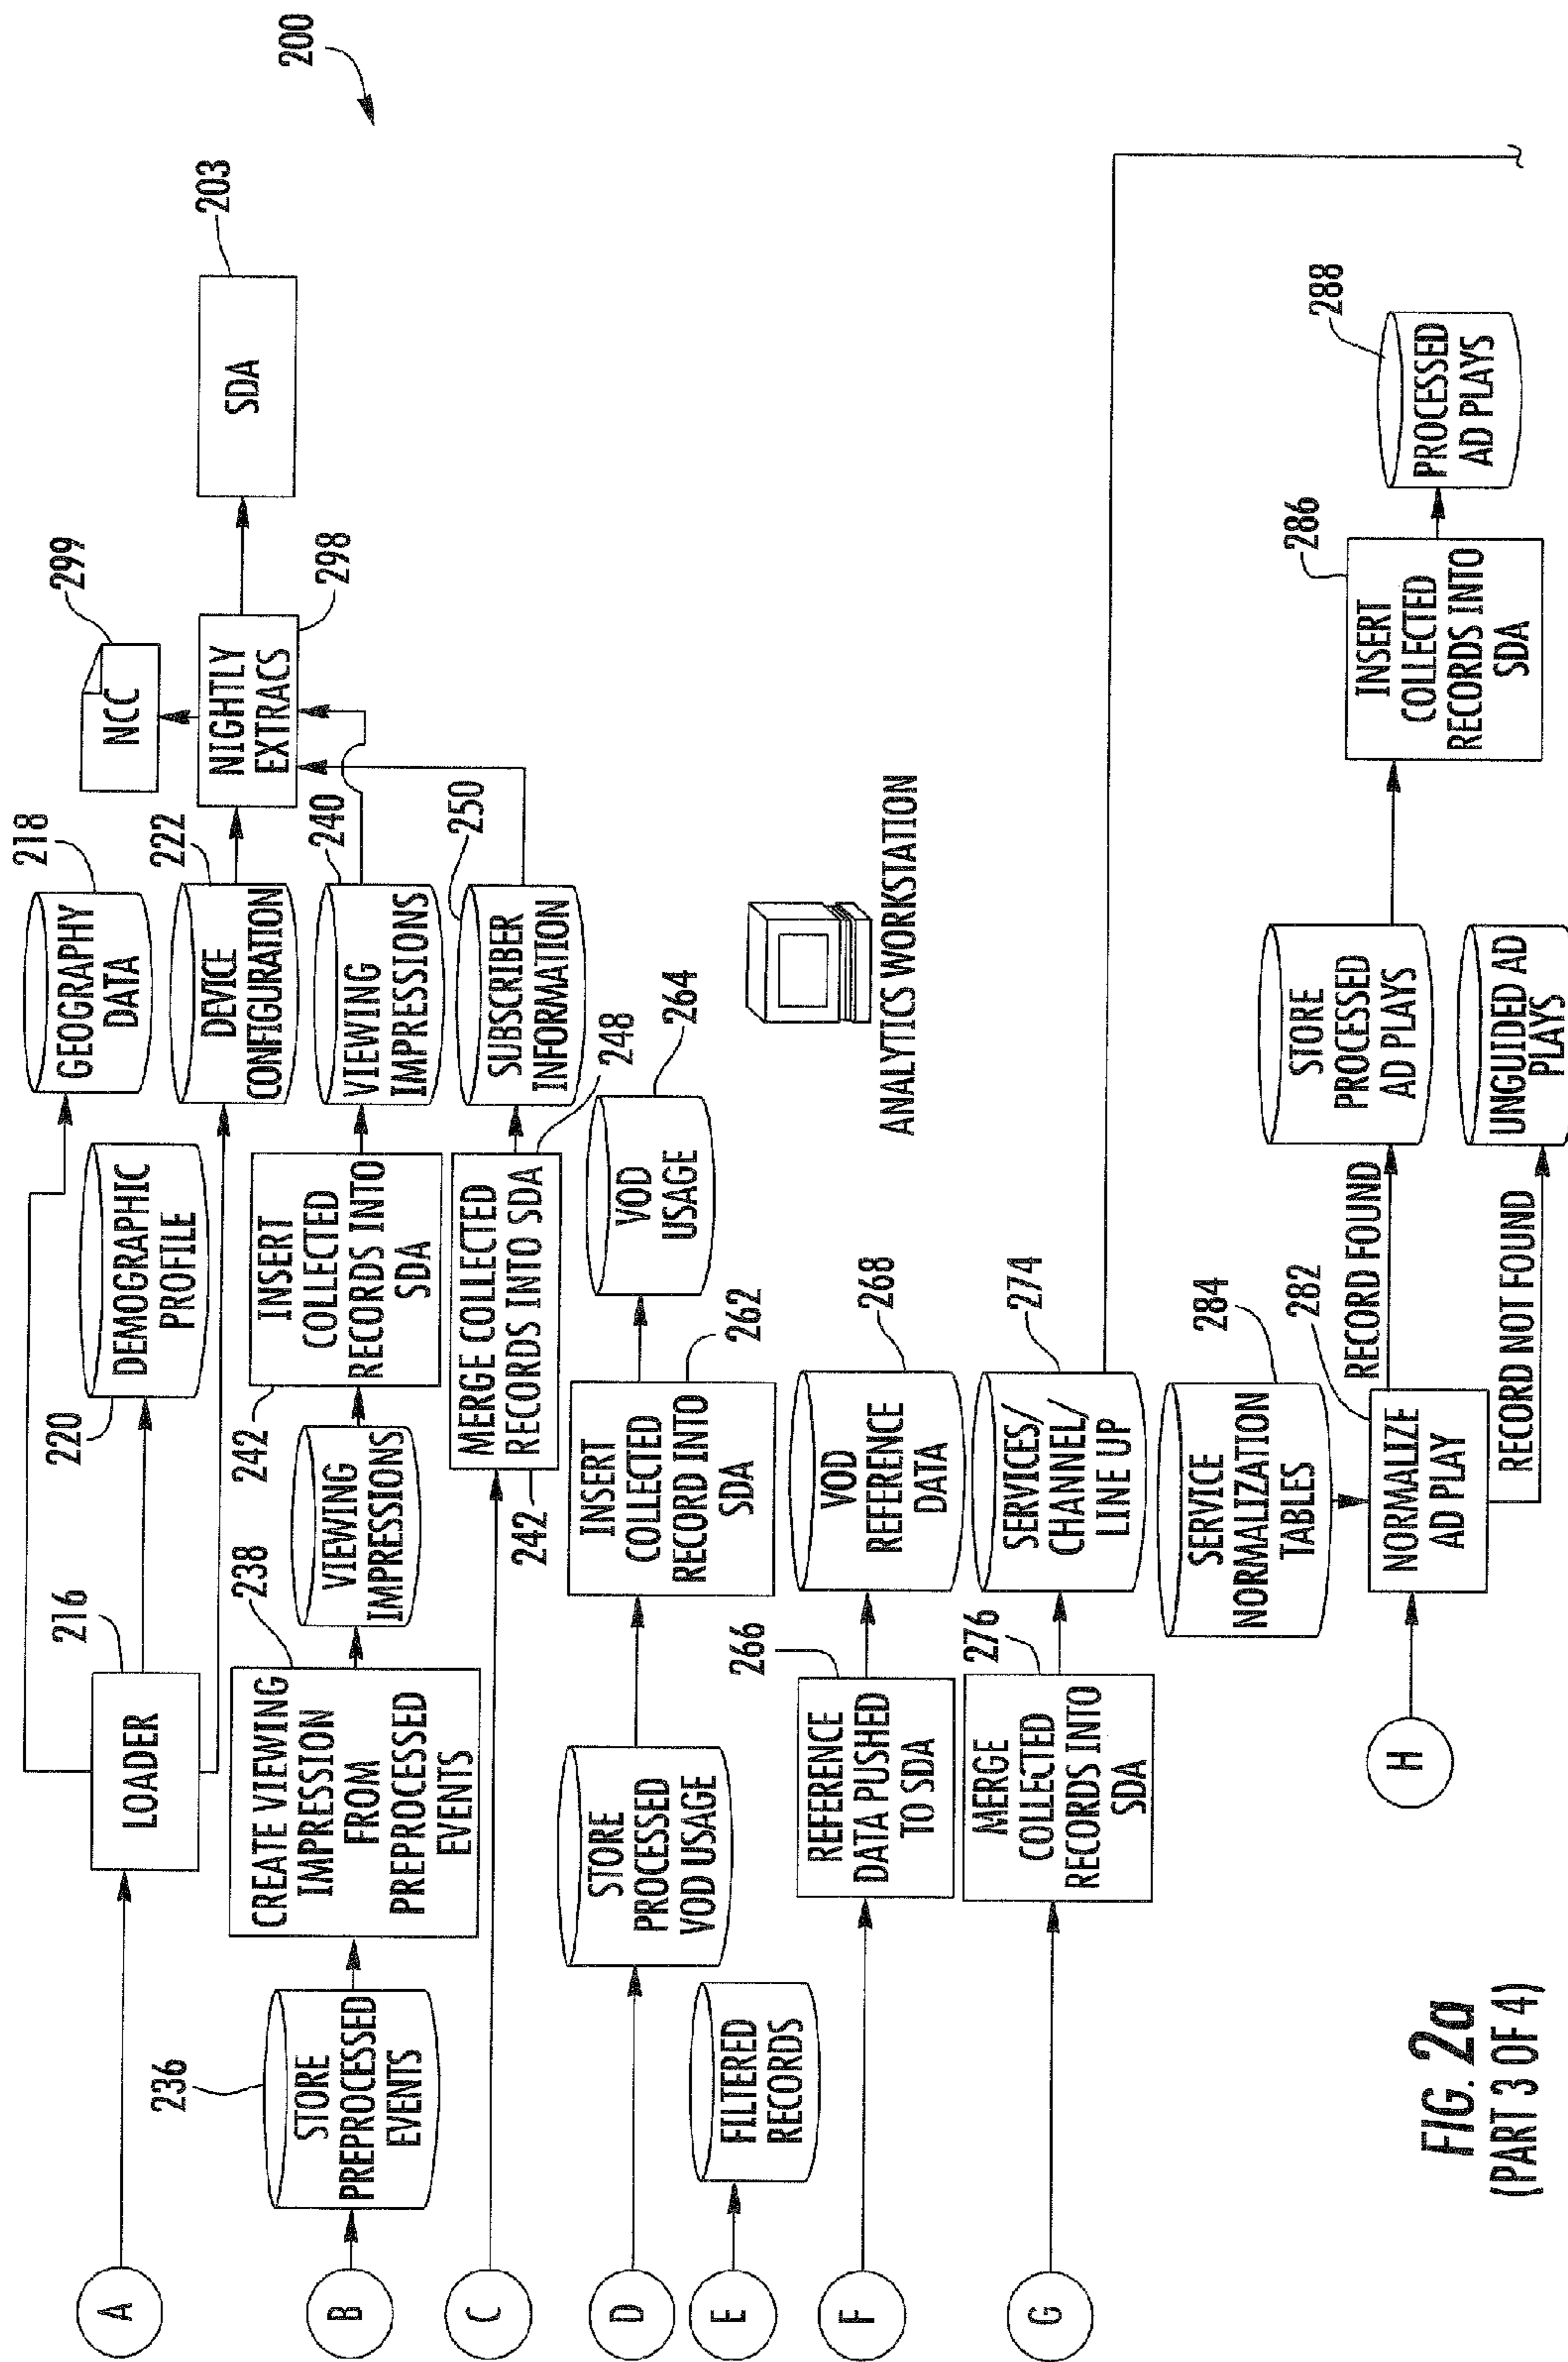 200
A
LOADER
216
GEOGRAPHY
DATA
218
DEMOGRAPHIC
PROFILE
220
DEVICE
CONFIGURATION
222
NCC
299
NIGHTLY
EXTRACS
298
SDA
203
B
STORE
PREPROCESSED
EVENTS
236
CREATE VIEWING
IMPRESSION
FROM
PREPROCESSED
EVENTS
238
VIEWING
IMPRESSIONS
INSERT
COLLECTED
RECORDS INTO
SDA
242
VIEWING
IMPRESSIONS
240
C
MERGE COLLECTED
RECORDS INTO SDA
242
248
SUBSCRIBER
INFORMATION
250
D
STORE
PROCESSED
VOD USAGE
INSERT
COLLECTED
RECORD INTO
SDA
262
VOD
USAGE
264
E
FILTERED
RECORDS
ANALYTICS WORKSTATION
F
REFERENCE
DATA PUSHED
TO SDA
266
VOD
REFERENCE
DATA
268
G
MERGE
COLLECTED
RECORDS INTO
SDA
276
SERVICES/
CHANNEL/
LINE UP
274
SERVICE
NORMALIZATION
TABLES
284
H
NORMALIZE
AD PLAY
282
RECORD FOUND
RECORD NOT FOUND
STORE
PROCESSED
AD PLAYS
UNGUIDED AD
PLAYS
INSERT
COLLECTED
RECORDS INTO
SDA
286
PROCESSED
AD PLAYS
288
FIG. 2a
(PART 3 OF 4)